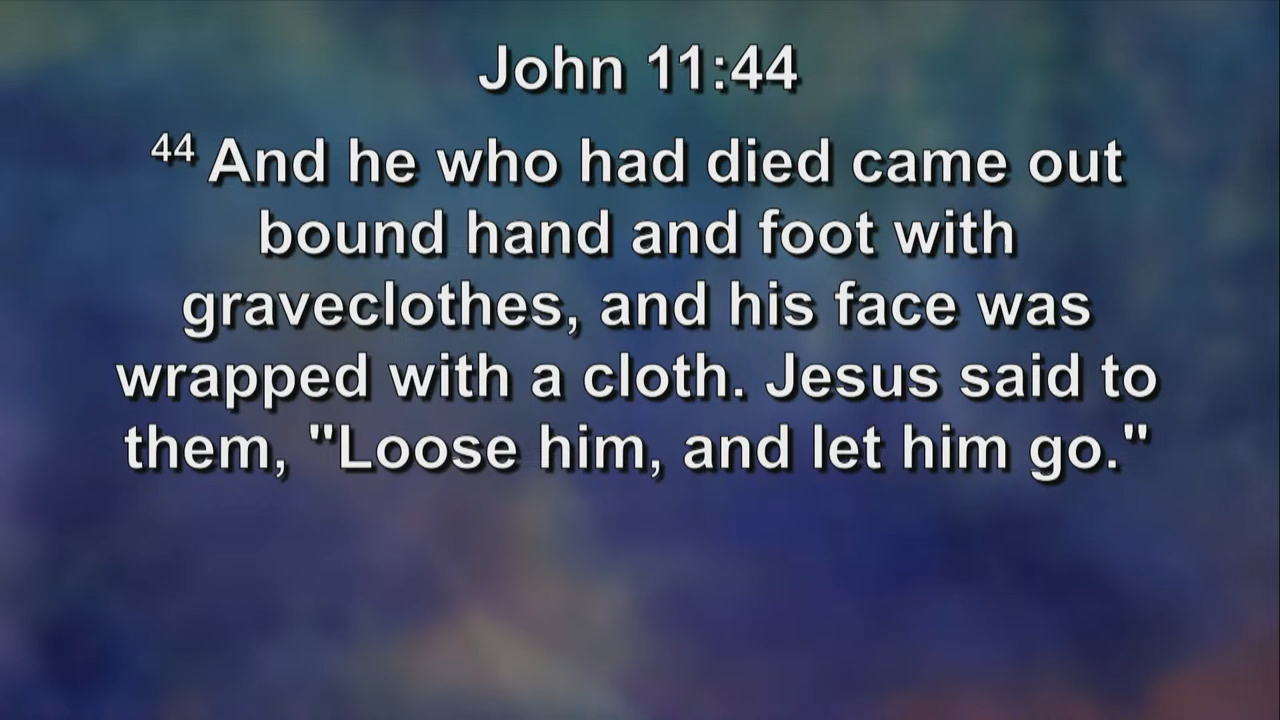 John 11:44
44 And he who had died came out
bound hand and foot with
graveclothes, and his face was
wrapped with a cloth. Jesus said to
them, "Loose him, and let him go."